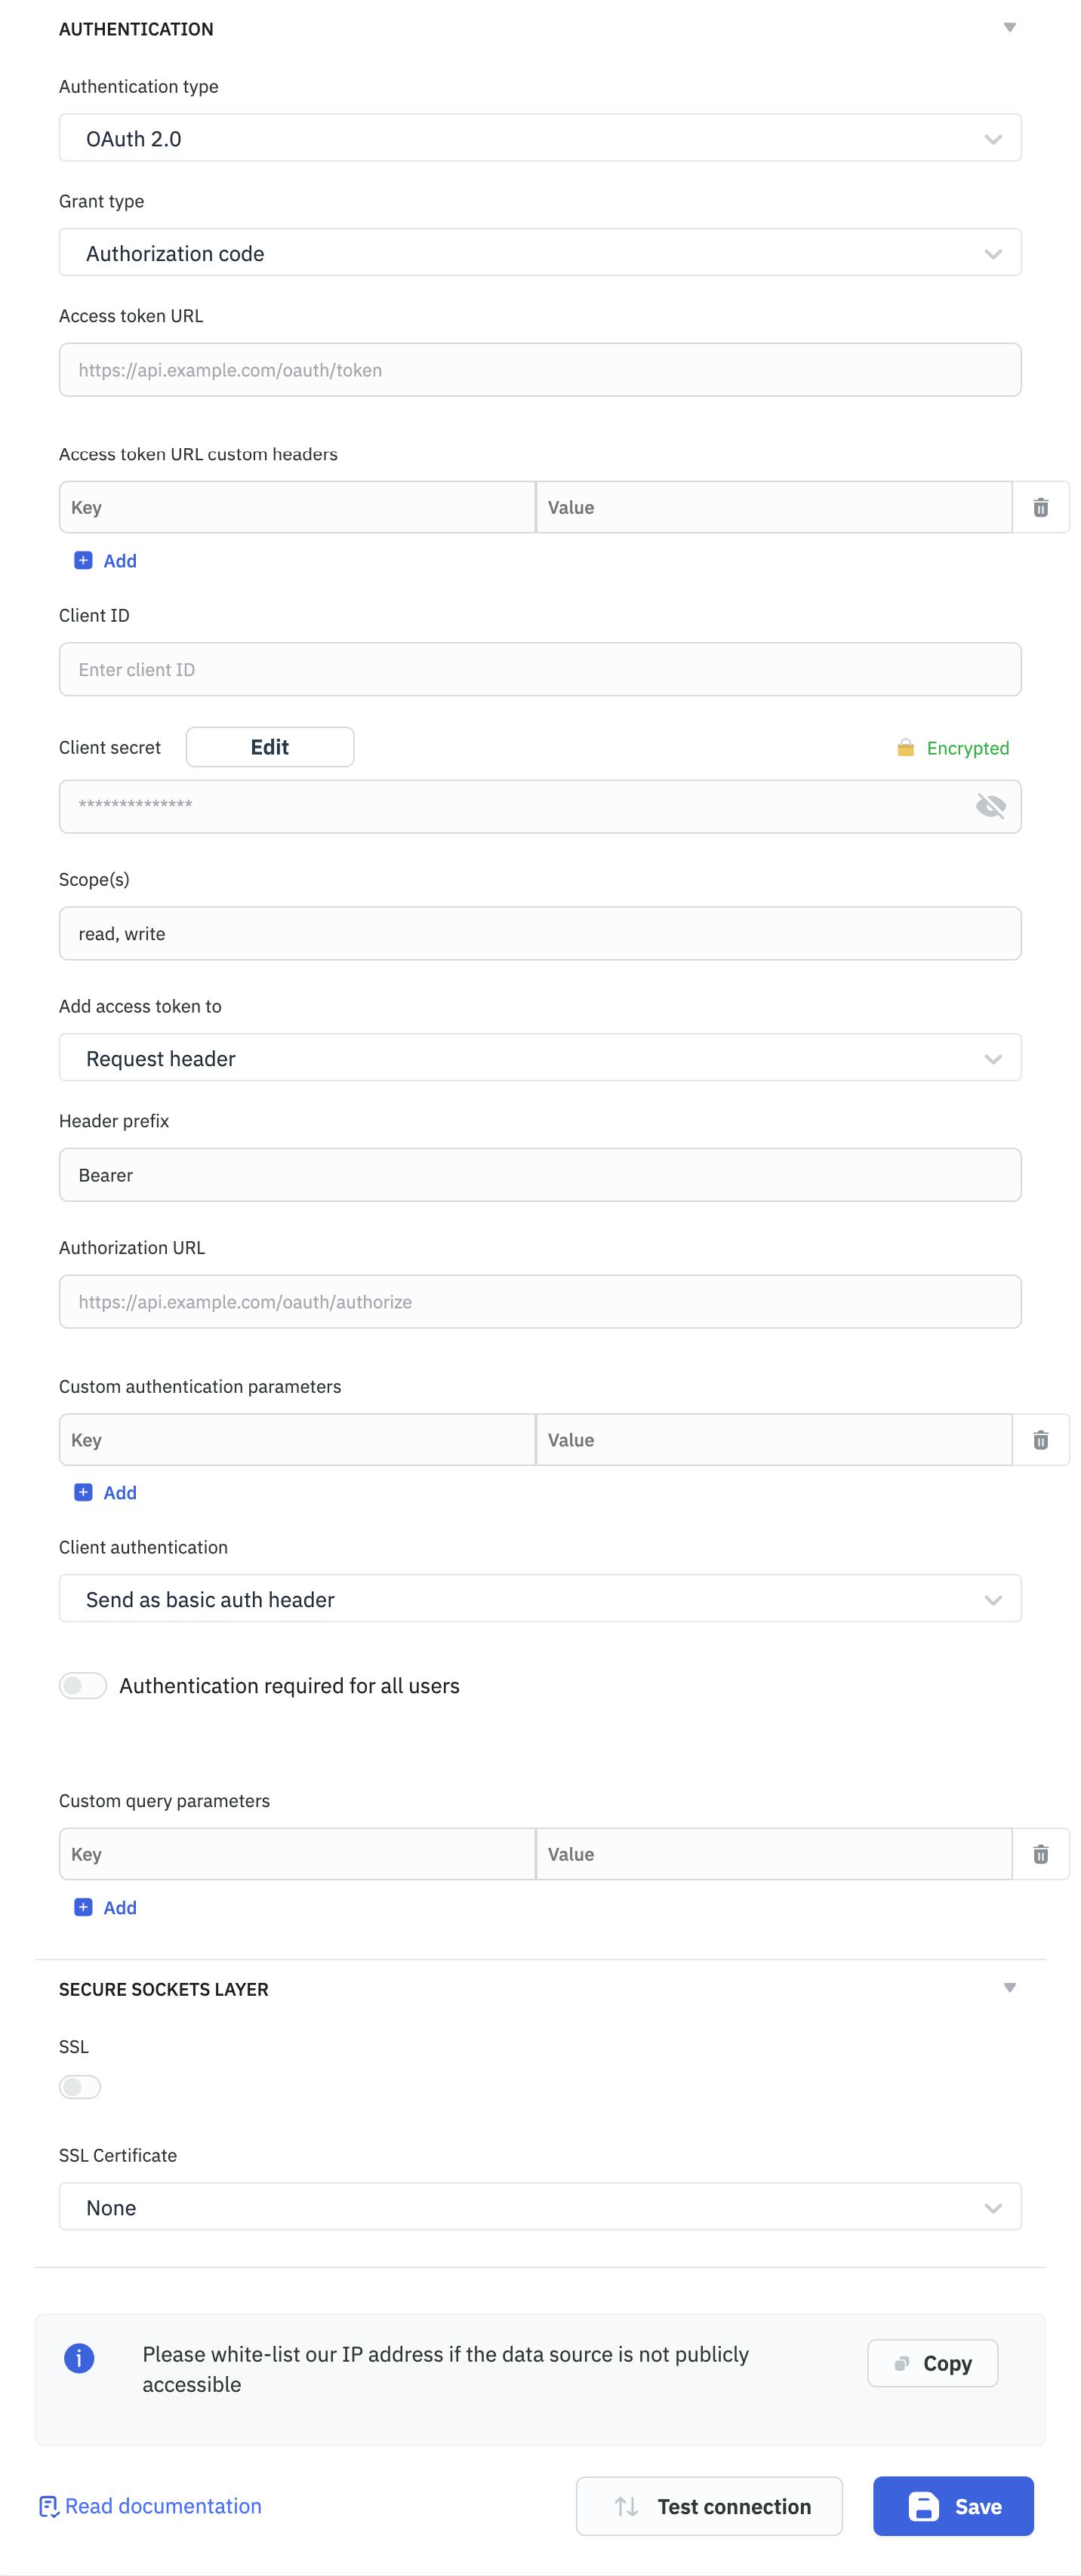 AUTHENTICATION
Authentication type
OAuth 2.0
Grant type
Authorization code
Access token URL
https://api.example.com/oauth/token
Access token URL custom headers
Key Value
Add
Client ID
Enter client ID
Client secret Edit Encrypted
**************
Scope(s)
read, write
Add access token to
Request header
Header prefix
Bearer
Authorization URL
https://api.example.com/oauth/authorize
Custom authentication parameters
Key Value
Add
Client authentication
Send as basic auth header
Authentication required for all users
Custom query parameters
Key Value
Add
SECURE SOCKETS LAYER
SSL
SSL Certificate
None
Please white-list our IP address if the data source is not publicly
accessible
Copy
Read documentation Test connection Save